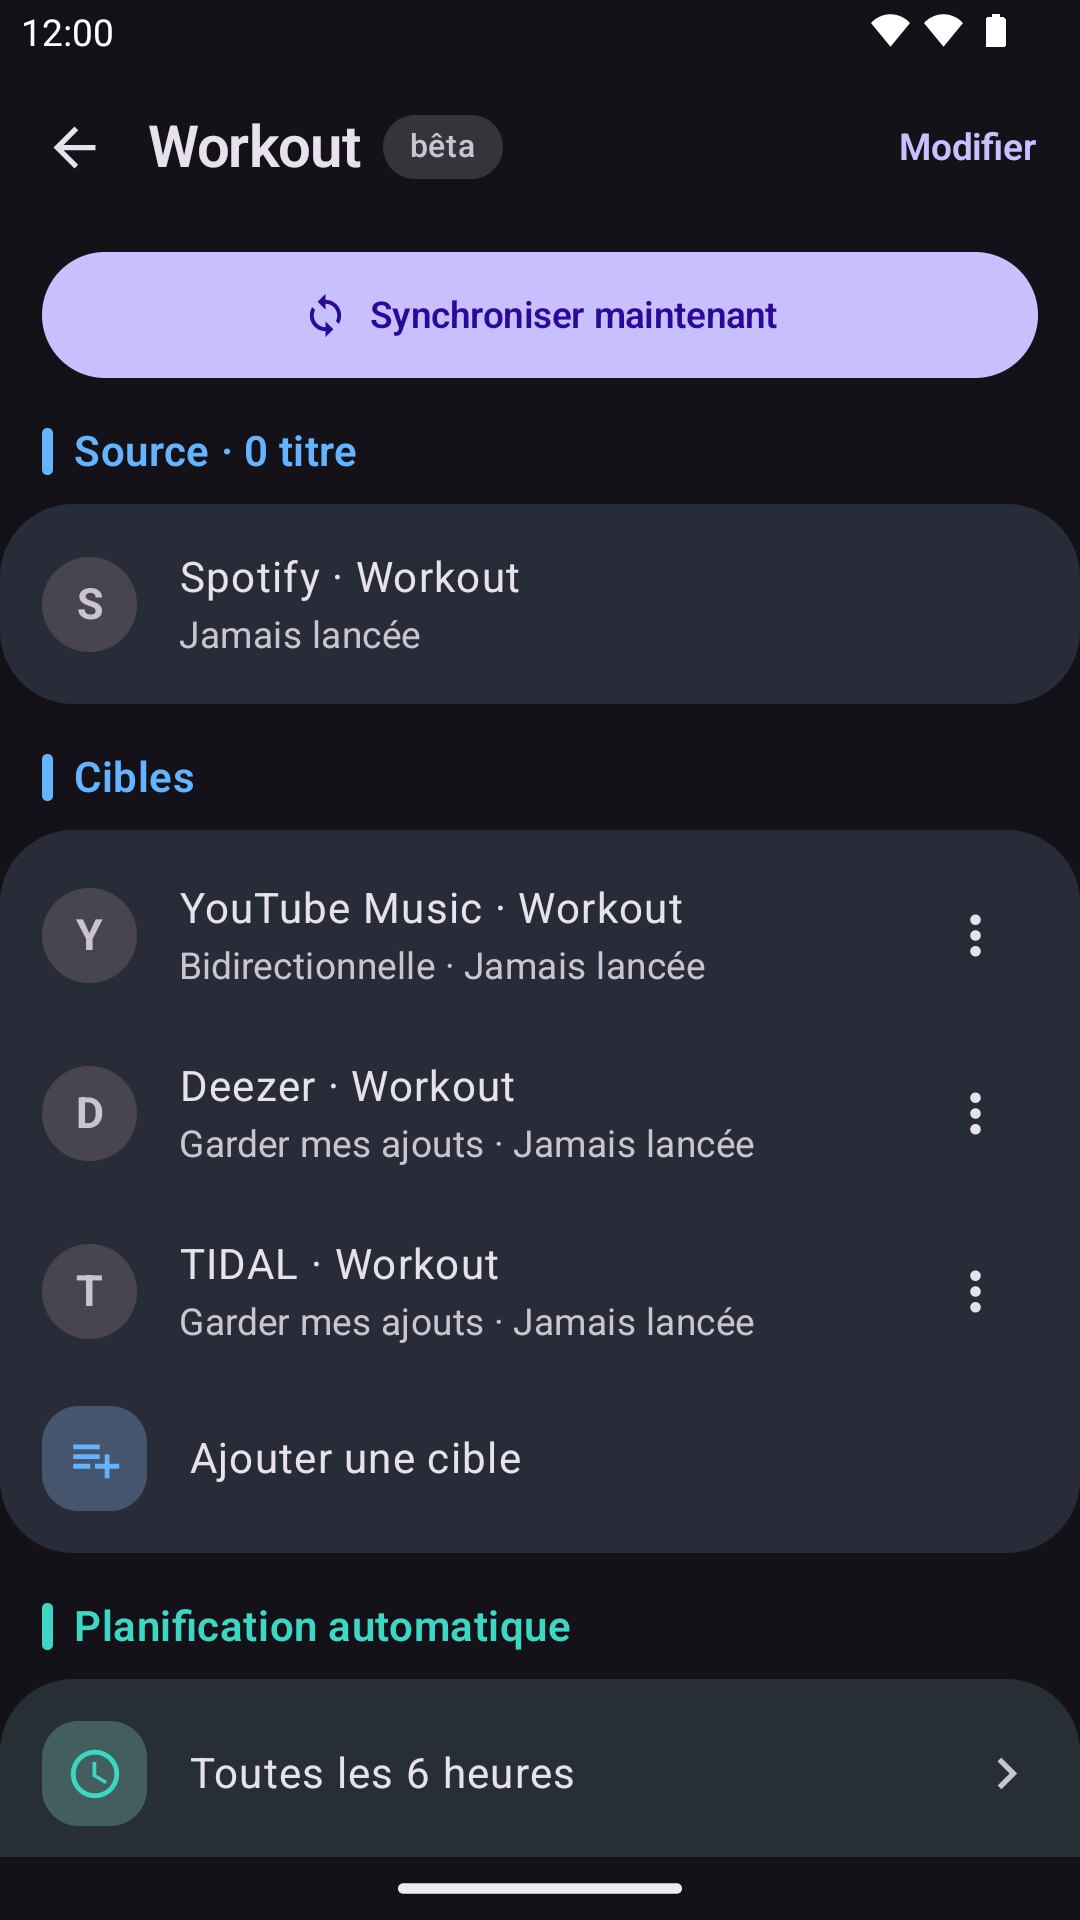 12:00
Workout
bêta
Modifier
Synchroniser maintenant
Source · 0 titre
S
Spotify · Workout
Jamais lancée
Cibles
Y
YouTube Music · Workout
Bidirectionnelle · Jamais lancée
D
Deezer · Workout
Garder mes ajouts · Jamais lancée
T
TIDAL · Workout
Garder mes ajouts · Jamais lancée
Ajouter une cible
Planification automatique
Toutes les 6 heures